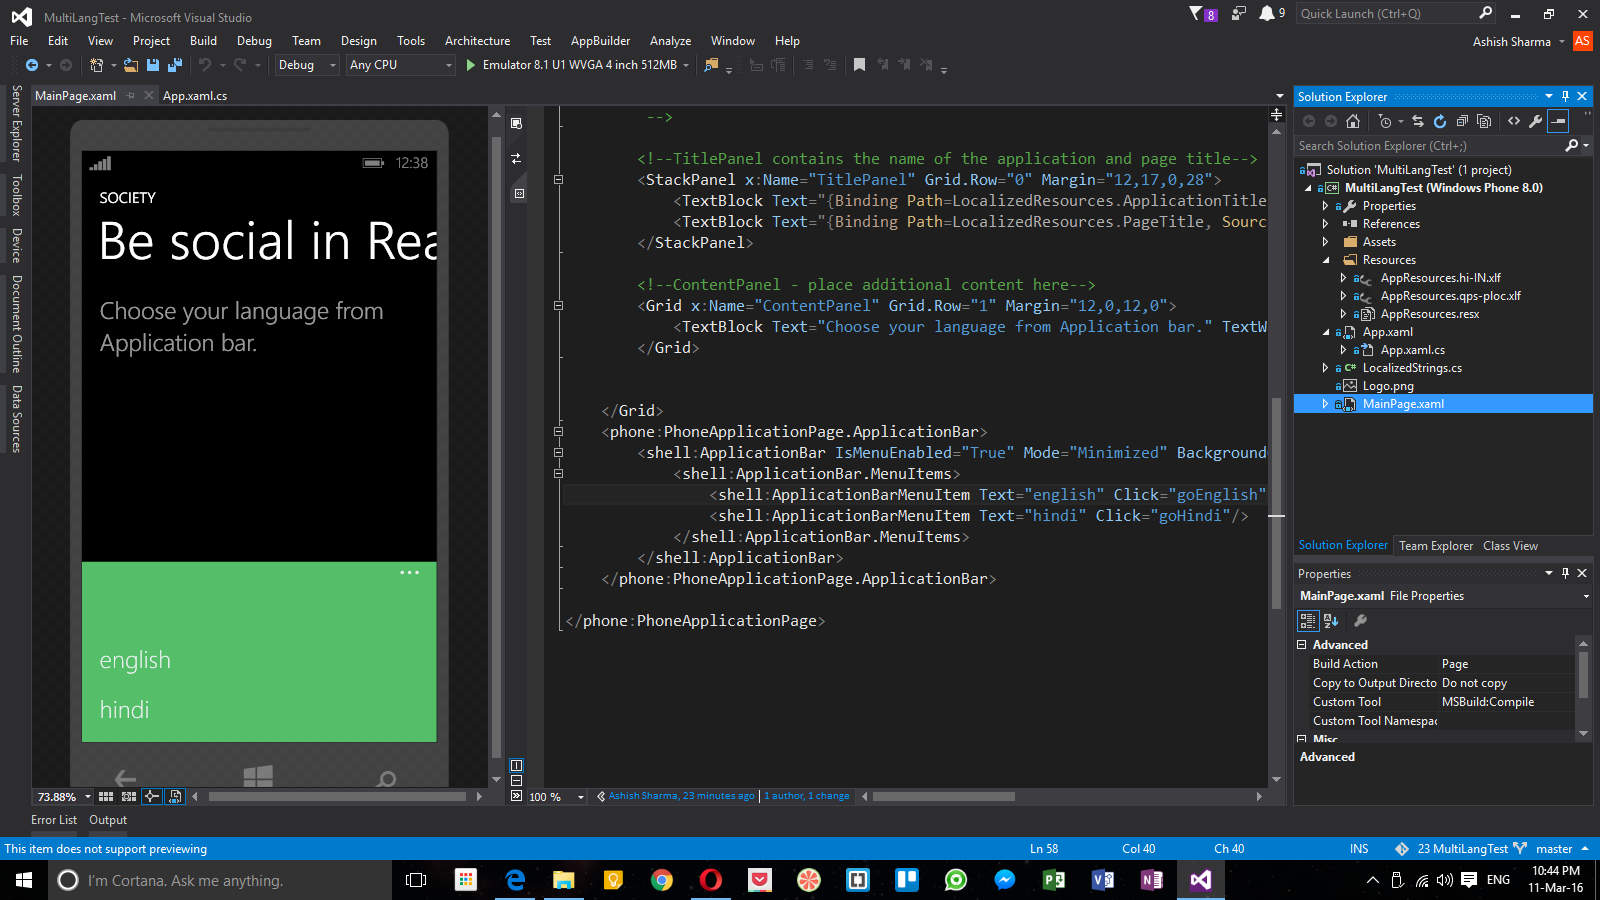 MultiLangTest - Microsoft Visual Studio
8
9
Quick Launch (Ctrl+Q)
File Edit View Project Build Debug Team Design Tools Architecture Test AppBuilder Analyze Window Help
Ashish Sharma AS
Debug Any CPU Emulator 8.1 U1 WVGA 4 inch 512MB
Server Explorer
Toolbox
Device
Document Outline
Data Sources
MainPage.xaml App.xaml.cs
12:38
SOCIETY
Be social in Rea
Choose your language from
Application bar.
english
hindi
73.88%
-->
<!--TitlePanel contains the name of the application and page title-->
<StackPanel x:Name="TitlePanel" Grid.Row="0" Margin="12,17,0,28">
<TextBlock Text="{Binding Path=LocalizedResources.ApplicationTitle
<TextBlock Text="{Binding Path=LocalizedResources.PageTitle, Sourc
</StackPanel>
<!--ContentPanel - place additional content here-->
<Grid x:Name="ContentPanel" Grid.Row="1" Margin="12,0,12,0">
<TextBlock Text="Choose your language from Application bar." TextW
</Grid>
</Grid>
<phone:PhoneApplicationPage.ApplicationBar>
<shell:ApplicationBar IsMenuEnabled="True" Mode="Minimized" Background
<shell:ApplicationBar.MenuItems>
<shell:ApplicationBarMenuItem Text="english" Click="goEnglish"
<shell:ApplicationBarMenuItem Text="hindi" Click="goHindi"/>
</shell:ApplicationBar.MenuItems>
</shell:ApplicationBar>
</phone:PhoneApplicationPage.ApplicationBar>
</phone:PhoneApplicationPage>
100 % Ashish Sharma, 23 minutes ago | 1 author, 1 change
Solution Explorer
Search Solution Explorer (Ctrl+;)
Solution 'MultiLangTest' (1 project)
MultiLangTest (Windows Phone 8.0)
Properties
References
Assets
Resources
AppResources.hi-IN.xlf
AppResources.qps-ploc.xlf
AppResources.resx
App.xaml
App.xaml.cs
C# LocalizedStrings.cs
Logo.png
MainPage.xaml
Solution Explorer Team Explorer Class View
Properties
MainPage.xaml File Properties
Advanced
Build Action Page
Copy to Output Directo Do not copy
Custom Tool MSBuild:Compile
Custom Tool Namespac
Misc
Advanced
Error List Output
This item does not support previewing
Ln 58 Col 40 Ch 40 INS 23 MultiLangTest master
I'm Cortana. Ask me anything.
ENG
10:44 PM
11-Mar-16